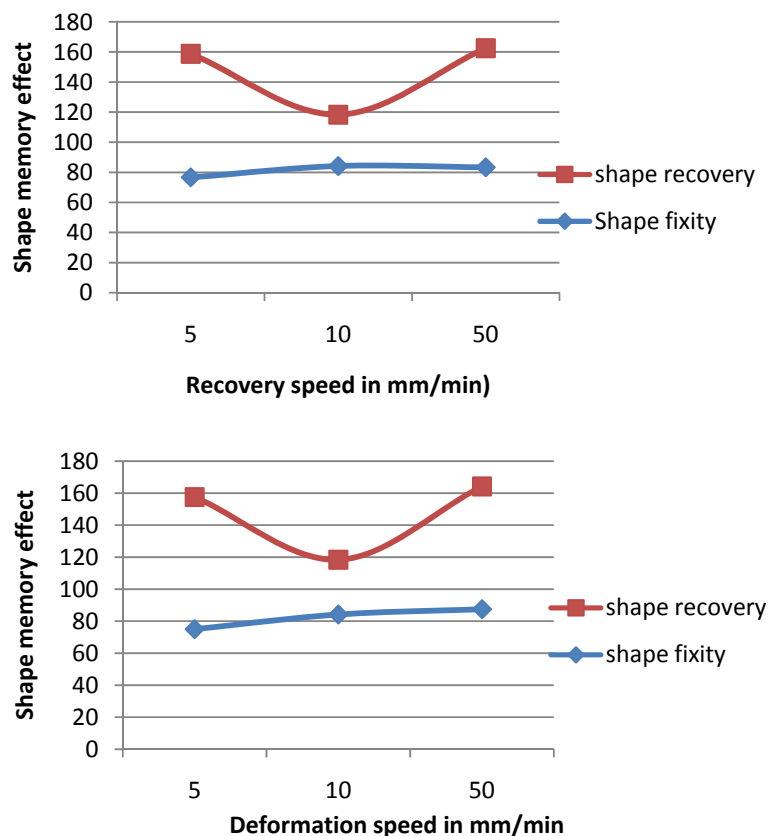 Shape memory effect
180
160
140
120
100
80
60
40
20
0
5 10 50
Recovery speed in mm/min)
shape recovery
Shape fixity
Shape memory effect
180
160
140
120
100
80
60
40
20
0
5 10 50
Deformation speed in mm/min
shape recovery
shape fixity